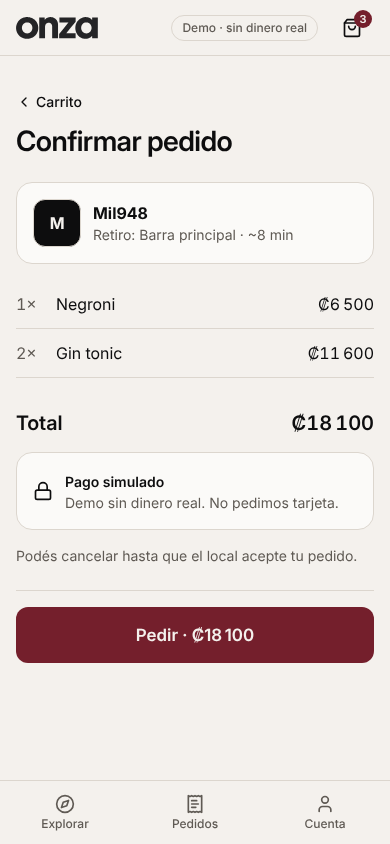 onza
Demo · sin dinero real
3
Carrito
Confirmar pedido
M
Mil948
Retiro: Barra principal · ~8 min
1× Negroni ₡6 500
2× Gin tonic ₡11 600
Total ₡18 100
Pago simulado
Demo sin dinero real. No pedimos tarjeta.
Podés cancelar hasta que el local acepte tu pedido.
Pedir · ₡18 100
Explorar Pedidos Cuenta